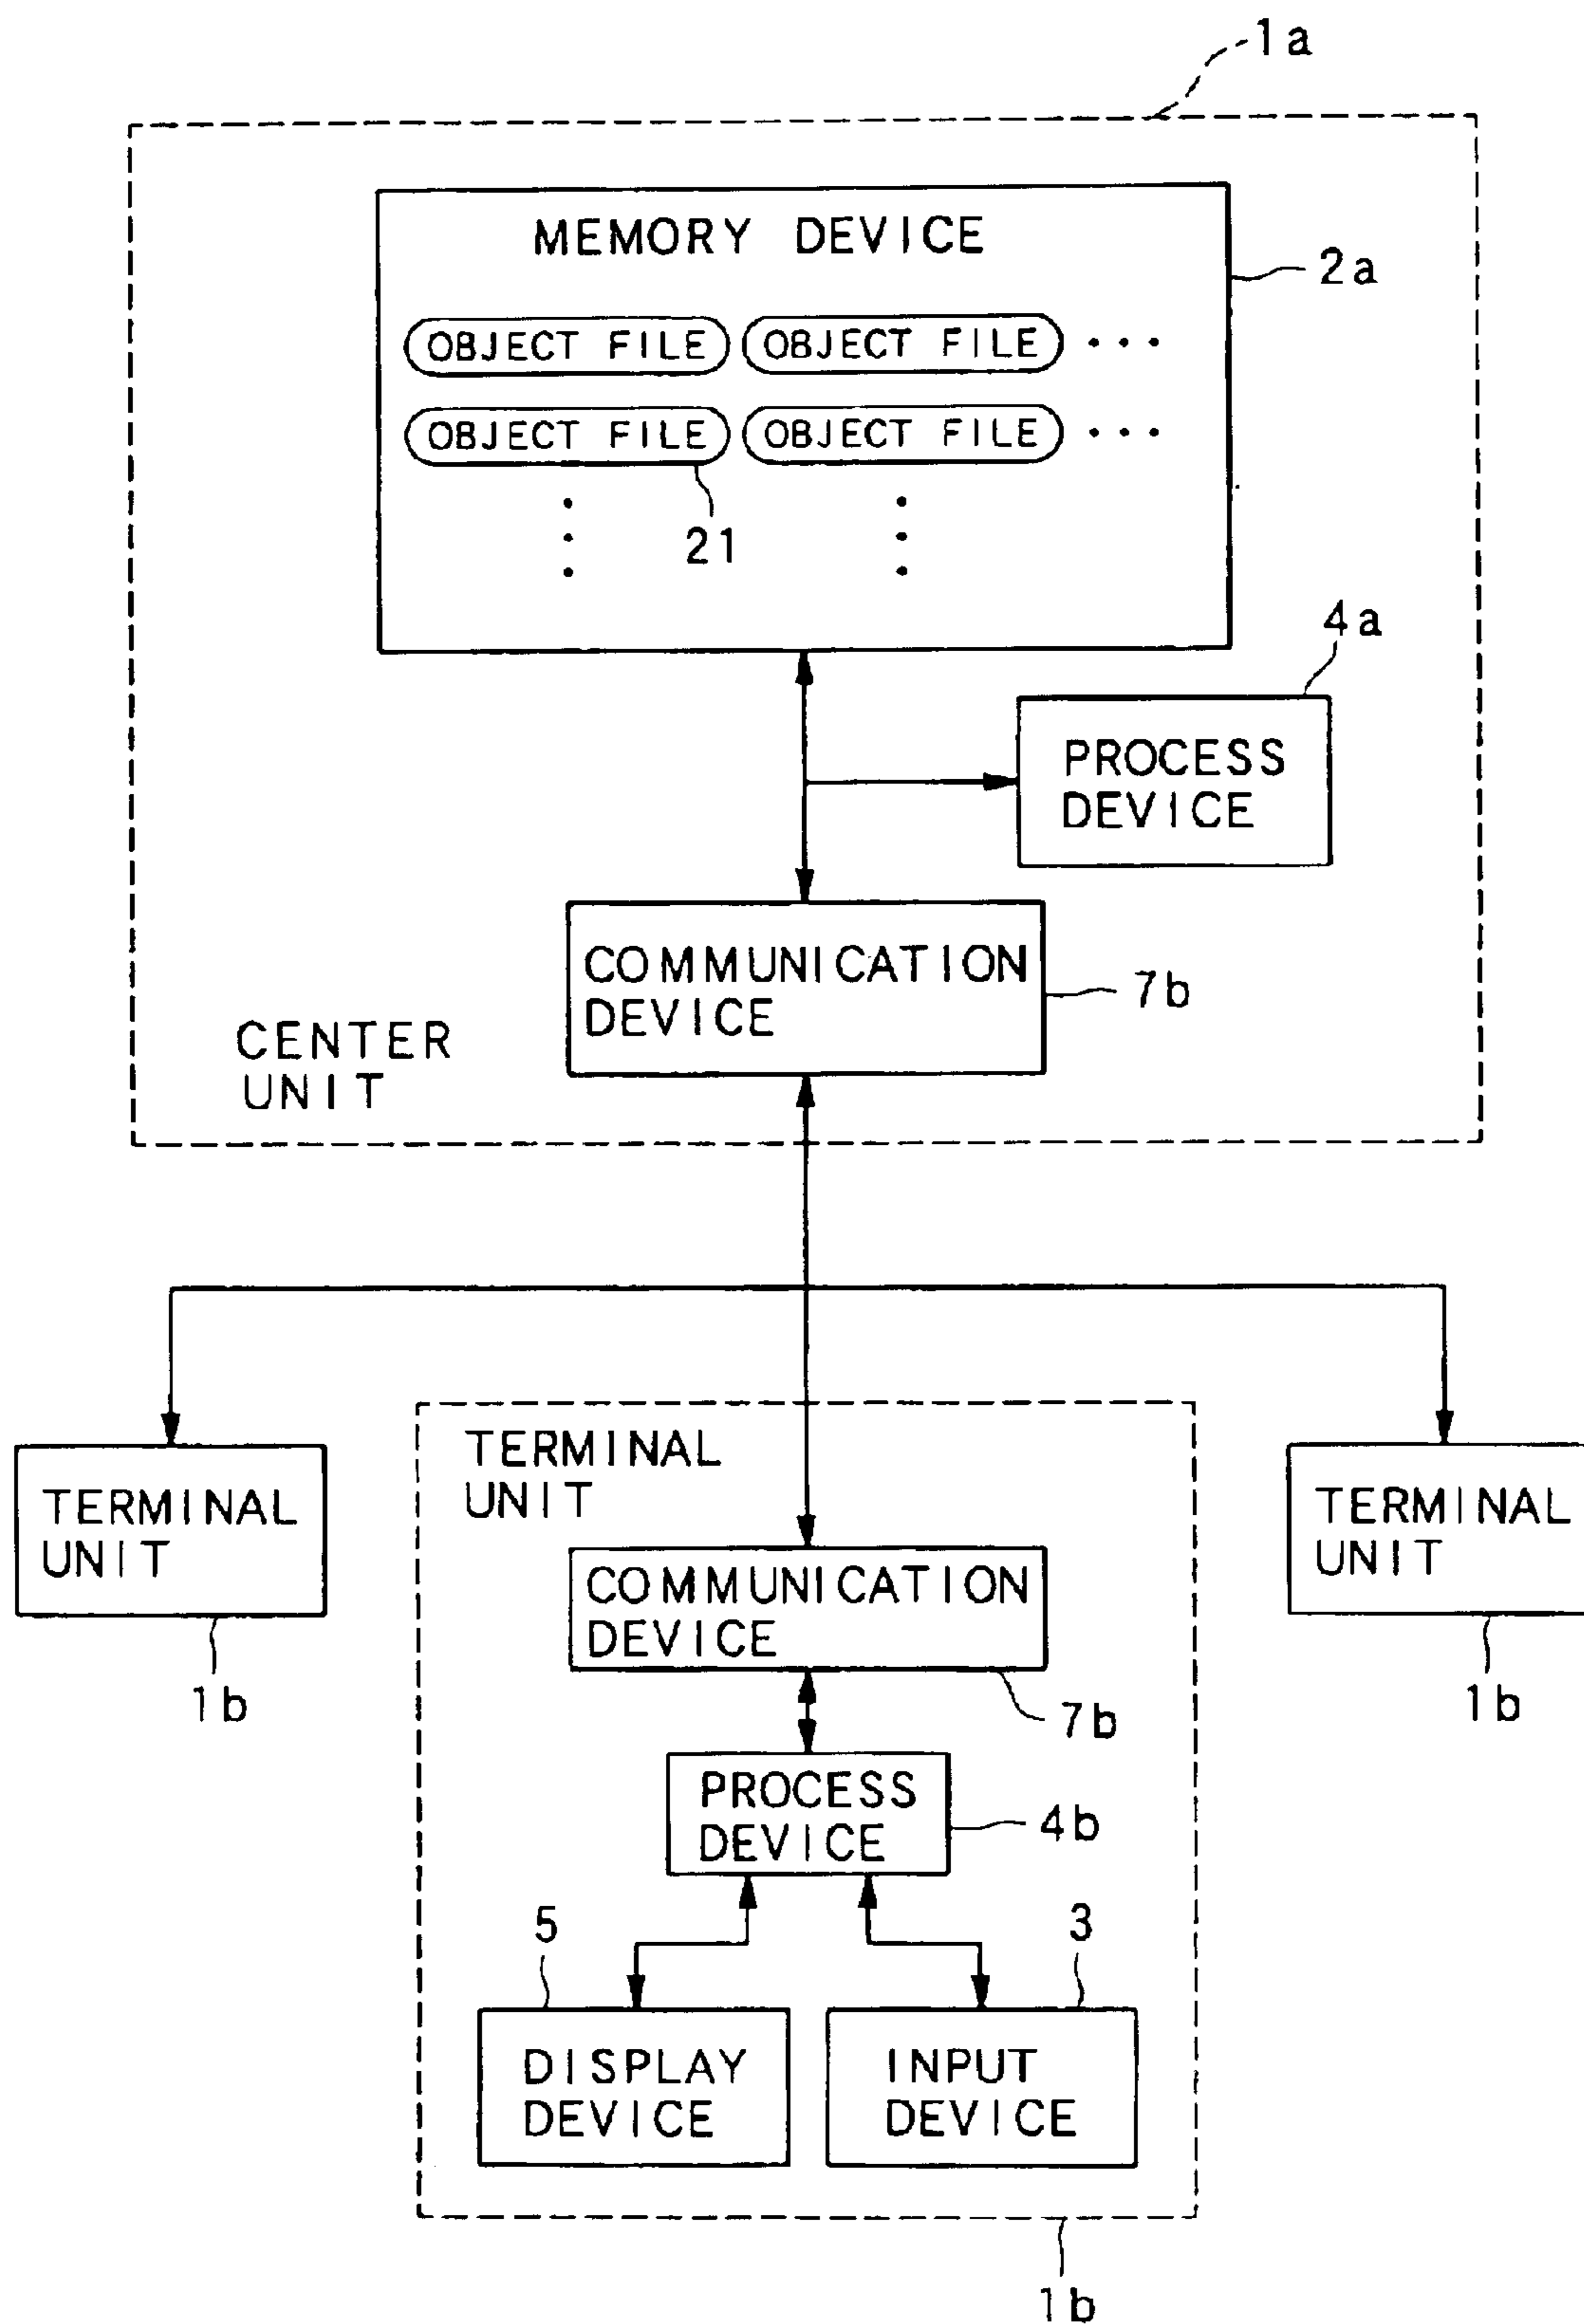 1a
MEMORY DEVICE
2a
OBJECT FILE OBJECT FILE ...
OBJECT FILE OBJECT FILE ...
21
4a
PROCESS
DEVICE
COMMUNICATION
DEVICE
7b
CENTER
UNIT
TERMINAL
UNIT
1b
TERMINAL
UNIT
TERMINAL
UNIT
1b
COMMUNICATION
DEVICE
7b
PROCESS
DEVICE
4b
5
3
DISPLAY
DEVICE
INPUT
DEVICE
1b